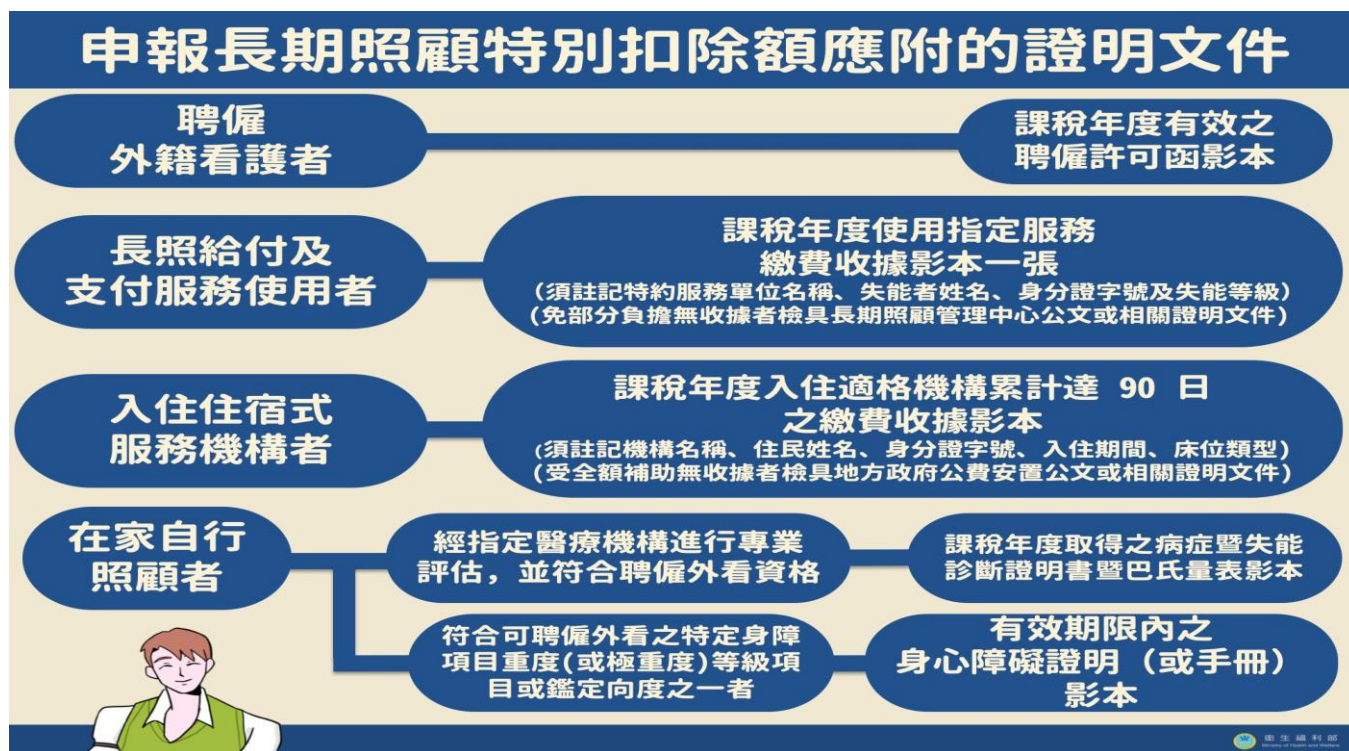 申報長期照顧特別扣除額應附的證明文件
聘僱
外籍看護者
課稅年度有效之
聘僱許可函影本
長照給付及
支付服務使用者
課稅年度使用指定服務
繳費收據影本一張
(須註記特約服務單位名稱、失能者姓名、身分證字號及失能等級)
(免部分負擔無收據者檢具長期照顧管理中心公文或相關證明文件)
入住住宿式
服務機構者
課稅年度入住適格機構累計達 90 日
之繳費收據影本
(須註記機構名稱、住民姓名、身分證字號、入住期間、床位類型)
(受全額補助無收據者檢具地方政府公費安置公文或相關證明文件)
在家自行
照顧者
經指定醫療機構進行專業
評估，並符合聘僱外看資格
課稅年度取得之病症暨失能
診斷證明書暨巴氏量表影本
符合可聘僱外看之特定身障
項目重度(或極重度)等級項
目或鑑定向度之一者
有效期限內之
身心障礙證明（或手冊）
影本
衛生福利部
Ministry of Health and Welfare